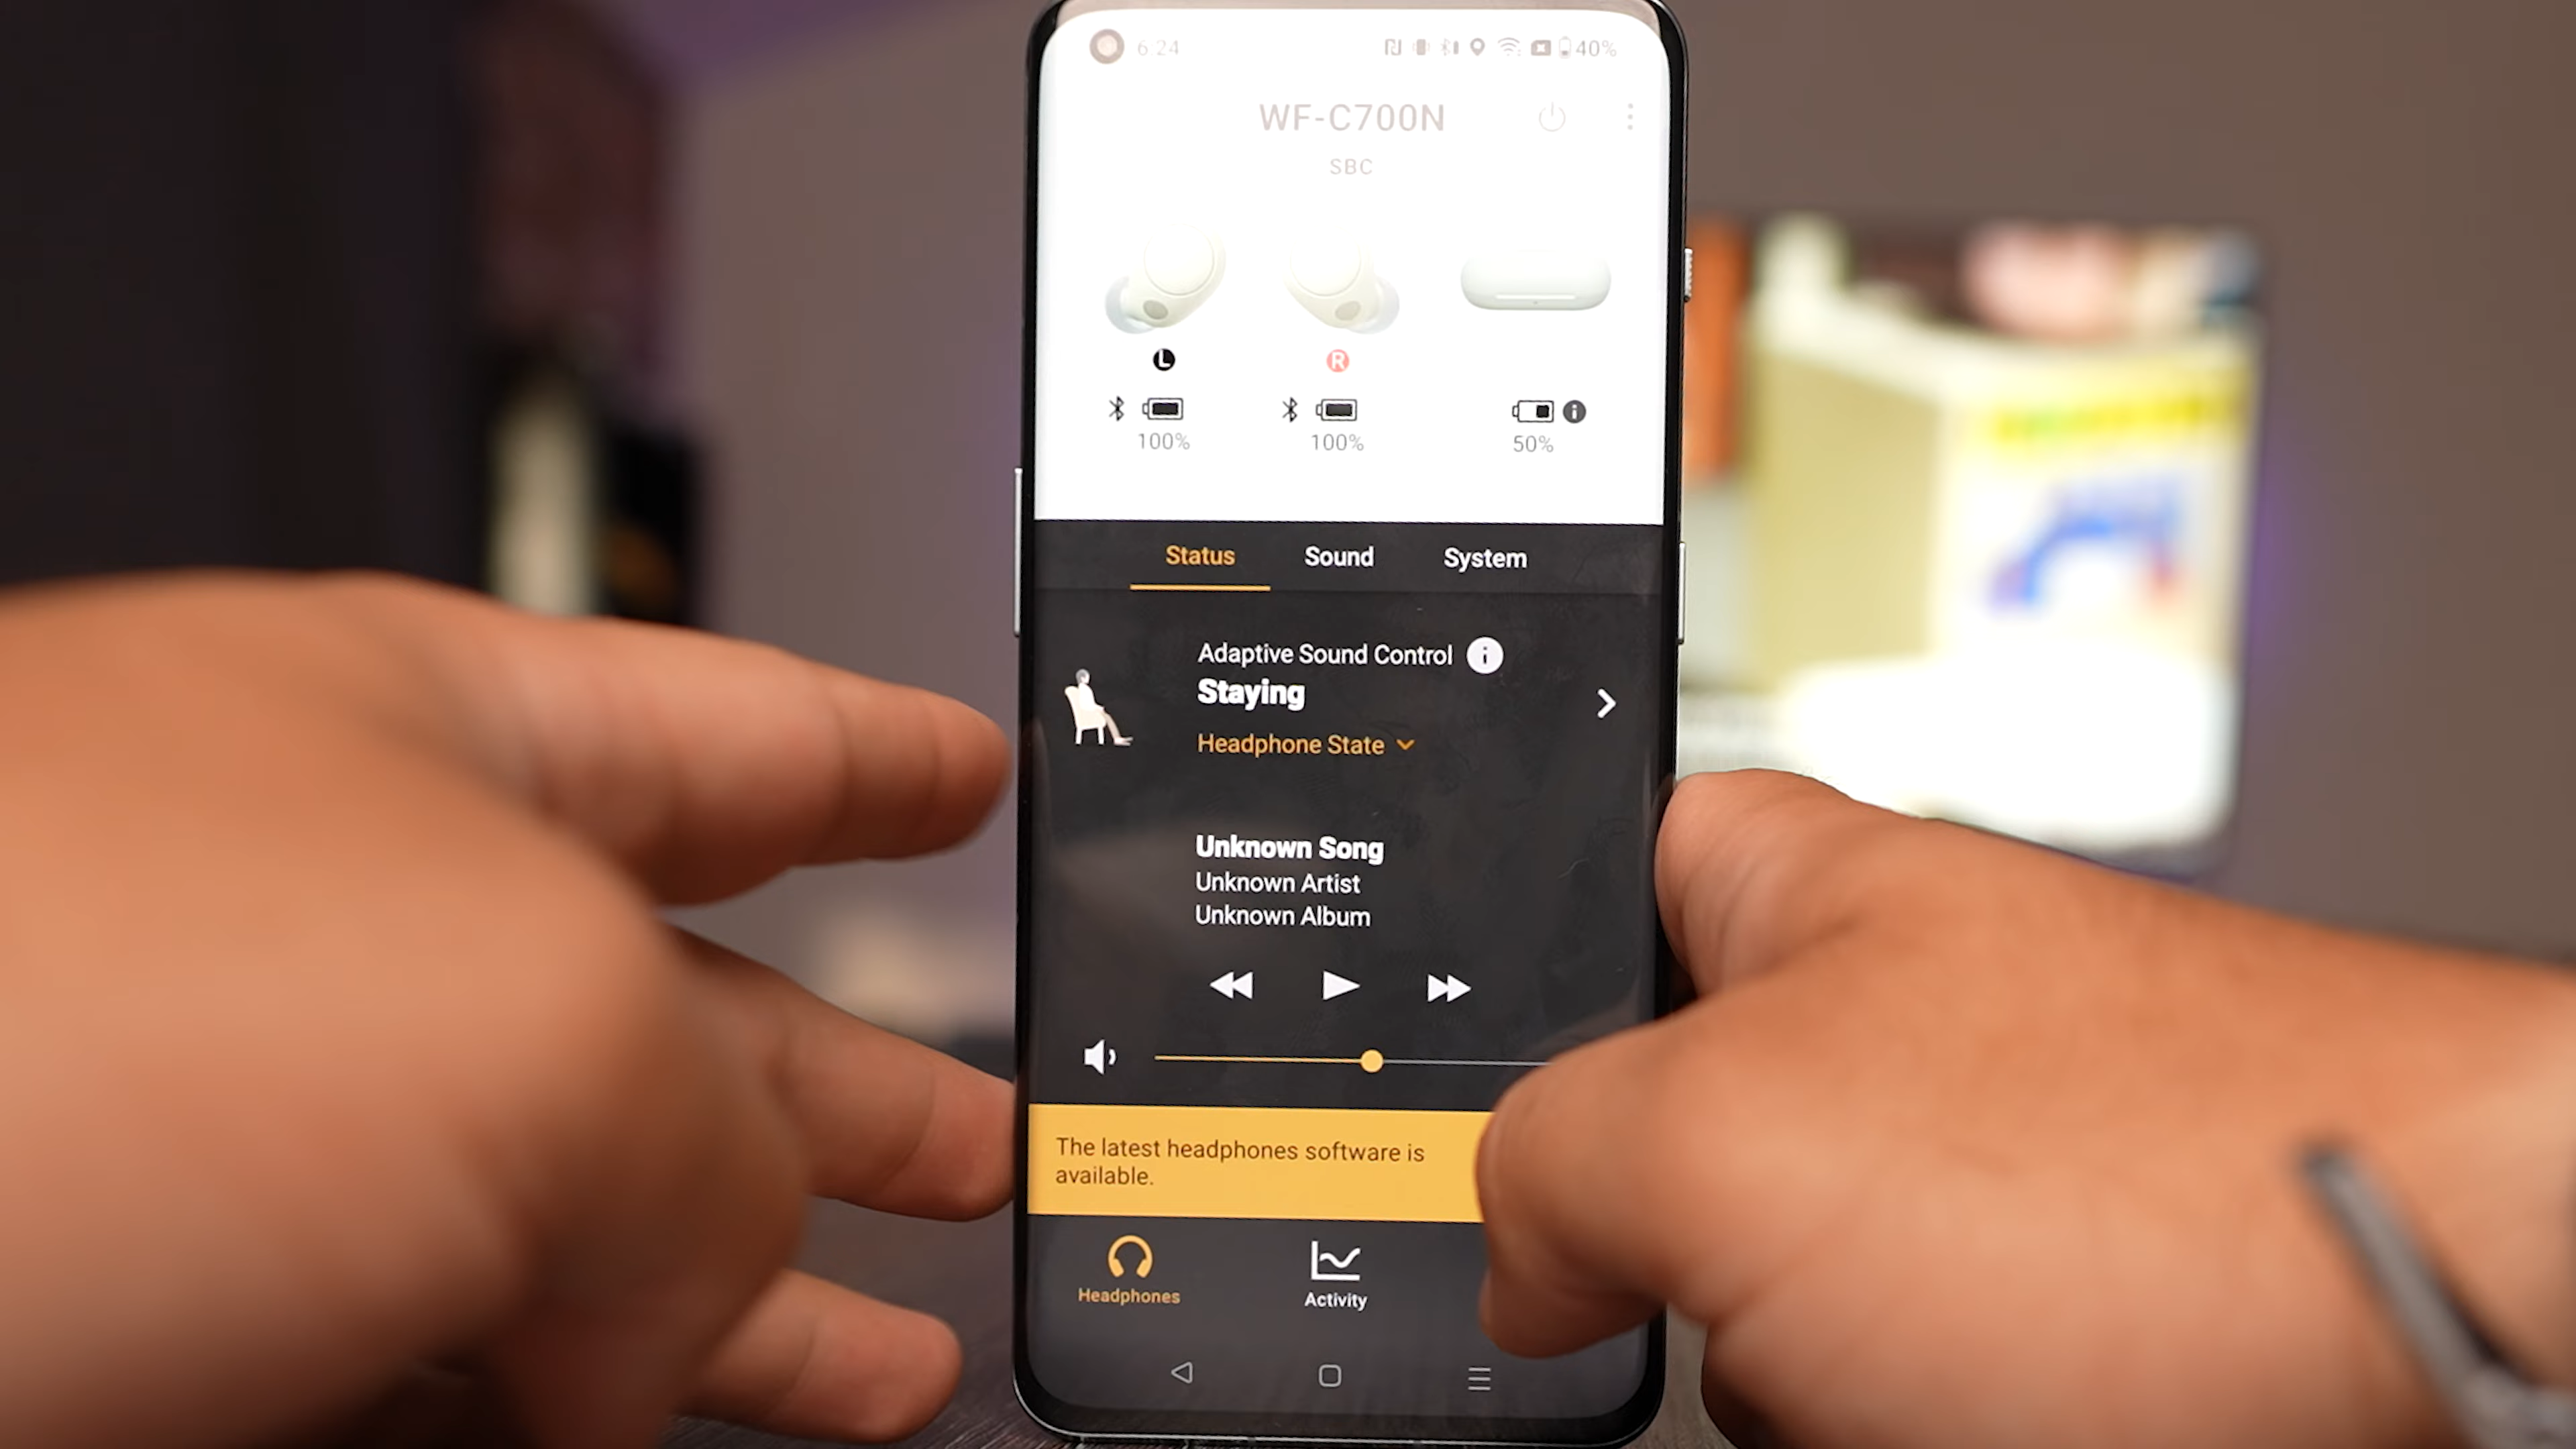 6:24 40%
WF-C700N
SBC
L R
100% 100% 50%
Status Sound System
Adaptive Sound Control i
Staying
Headphone State
Unknown Song
Unknown Artist
Unknown Album
The latest headphones software is
available.
Headphones Activity